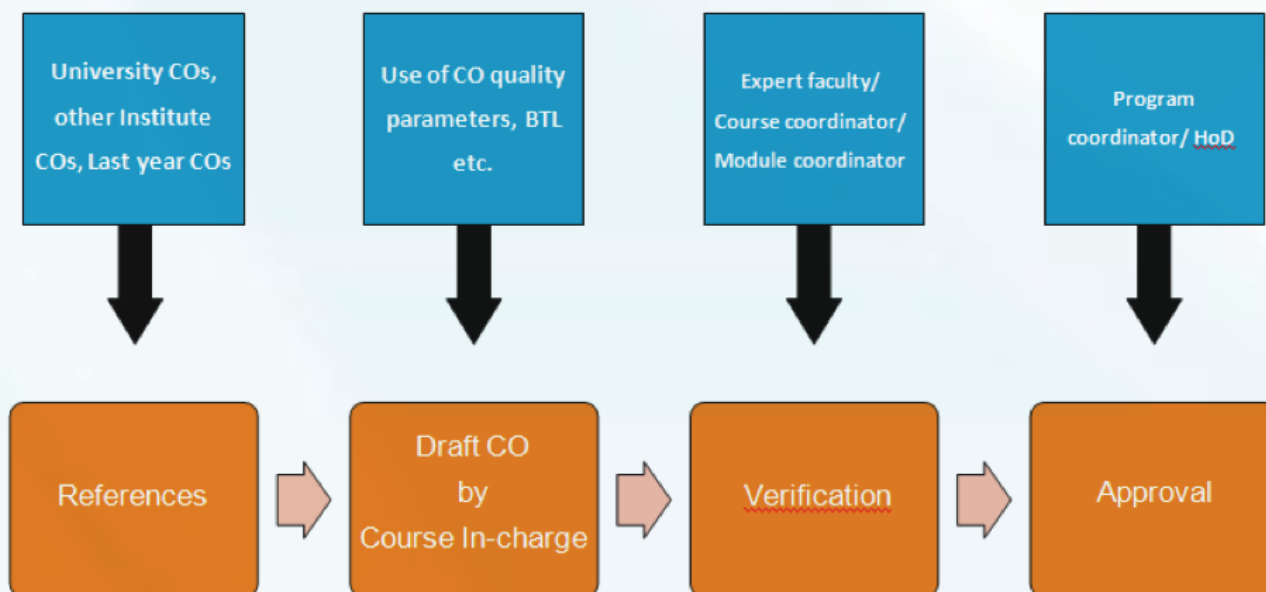 University COs,
other Institute
COs, Last year COs
Use of CO quality
parameters, BTL
etc.
Expert faculty/
Course coordinator/
Module coordinator
Program
coordinator/ HoD
References
Draft CO
by
Course In-charge
Verification
Approval